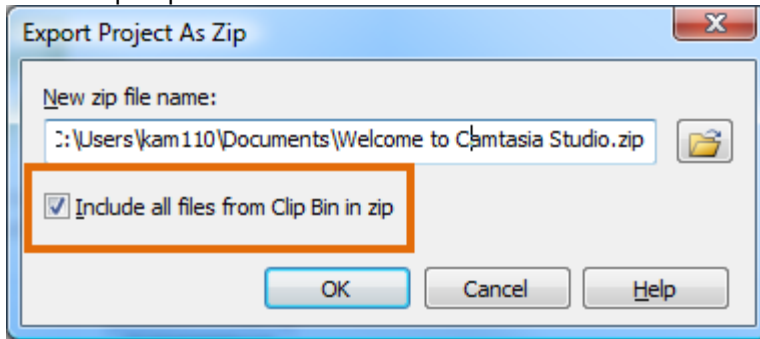 Export Project As Zip
New zip file name:
:\Users\kam110\Documents\Welcome to Camtasia Studio.zip
Include all files from Clip Bin in zip
OK
Cancel
Help